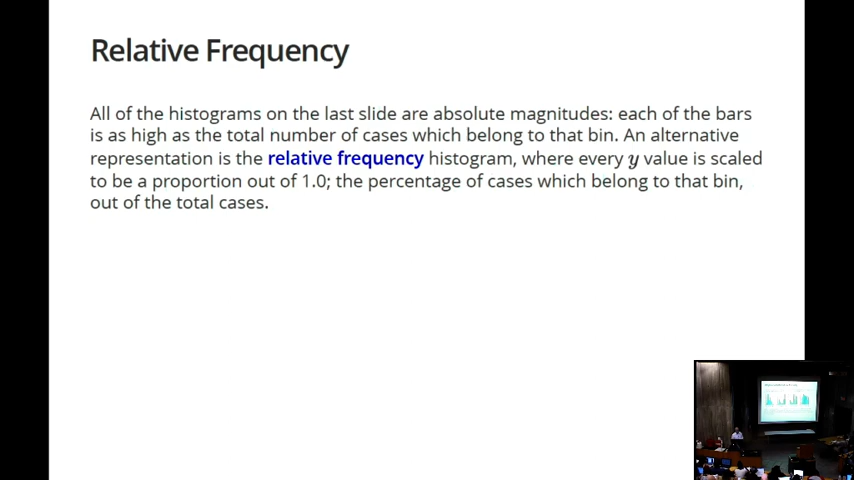 Relative Frequency
All of the histograms on the last slide are absolute magnitudes: each of the bars
is as high as the total number of cases which belong to that bin. An alternative
representation is the relative frequency histogram, where every y value is scaled
to be a proportion out of 1.0; the percentage of cases which belong to that bin,
out of the total cases.